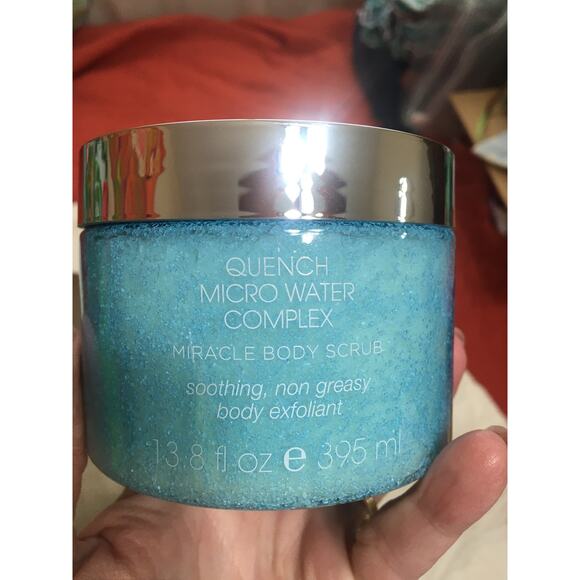 QUENCH
MICRO WATER
COMPLEX
MIRACLE BODY SCRUB
soothing, non greasy
body exfoliant
13.8 fl oz ℮ 395 ml